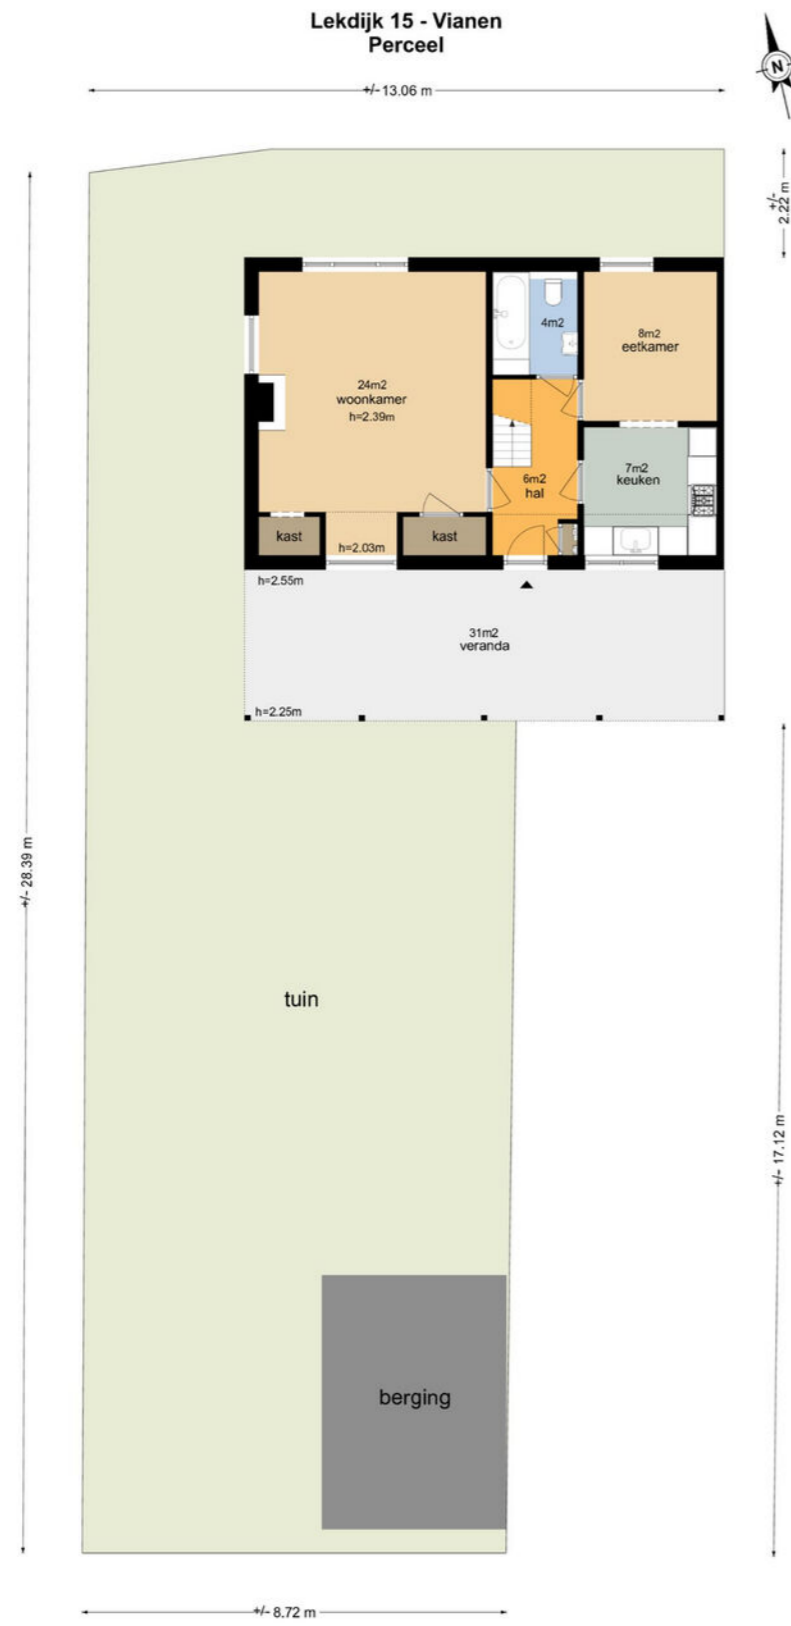 Lekdijk 15 - Vianen
Perceel
N
+/- 13.06 m
+/-
2.22 m
4m2
8m2
eetkamer
24m2
woonkamer
h=2.39m
7m2
keuken
6m2
hal
kast
kast
h=2.03m
h=2.55m
31m2
veranda
h=2.25m
+/- 28.39 m
tuin
+/- 17.12 m
berging
+/- 8.72 m